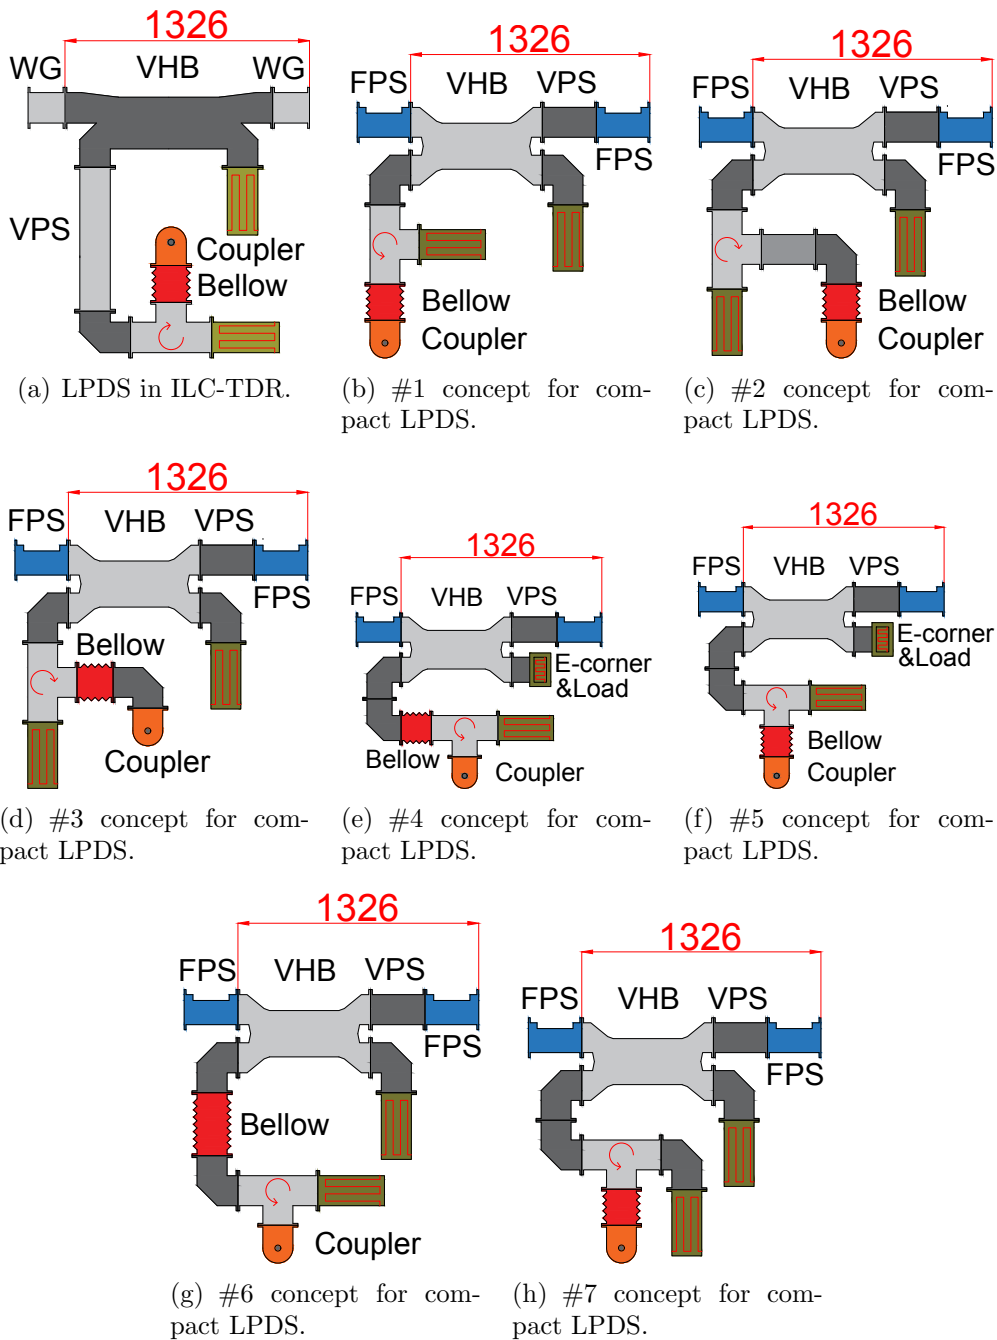 1326
WG VHB WG
VPS
Coupler
Bellow
(a) LPDS in ILC-TDR.
1326
FPS VHB VPS
FPS
Bellow
Coupler
(b) #1 concept for com-
pact LPDS.
1326
FPS VHB VPS
FPS
Bellow
Coupler
(c) #2 concept for com-
pact LPDS.
1326
FPS VHB VPS
FPS
Bellow
Coupler
(d) #3 concept for com-
pact LPDS.
1326
FPS VHB VPS
E-corner
&Load
Bellow
Coupler
(e) #4 concept for com-
pact LPDS.
1326
FPS VHB VPS
E-corner
&Load
Bellow
Coupler
(f) #5 concept for com-
pact LPDS.
1326
FPS VHB VPS
FPS
Bellow
Coupler
(g) #6 concept for com-
pact LPDS.
1326
FPS VHB VPS
FPS
(h) #7 concept for com-
pact LPDS.